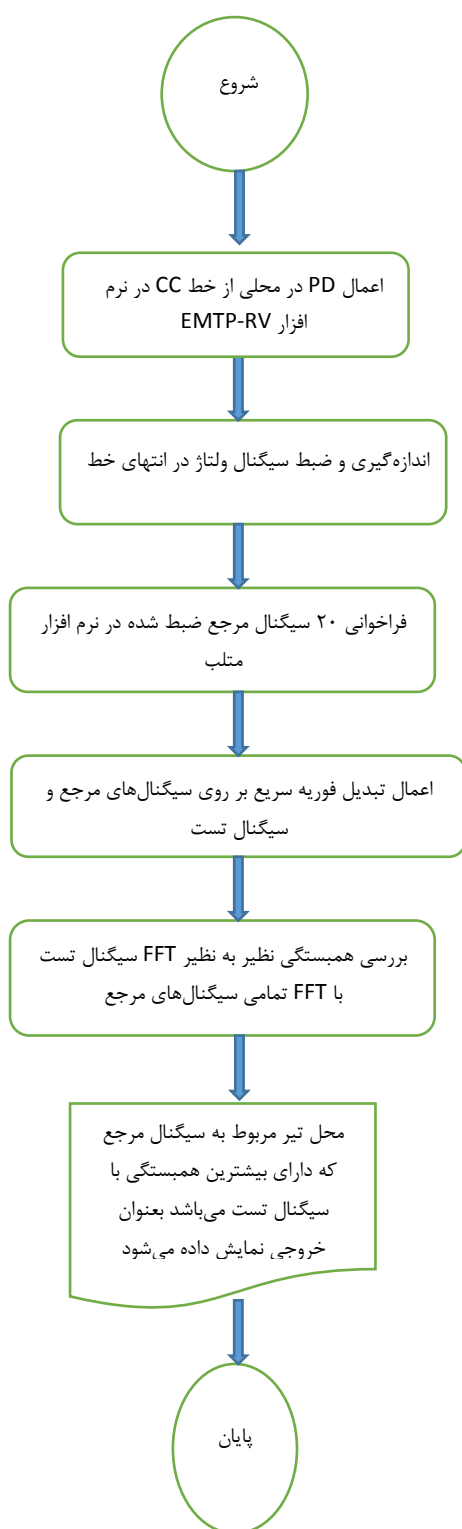 شروع
اعمال PD در محلی از خط CC در نرم
افزار EMTP-RV
اندازه‌گیری و ضبط سیگنال ولتاژ در انتهای خط
فراخوانی ۲۰ سیگنال مرجع ضبط شده در نرم افزار
متلب
اعمال تبدیل فوریه سریع بر روی سیگنال‌های مرجع و
سیگنال تست
بررسی همبستگی نظیر به نظیر FFT سیگنال تست
با FFT تمامی سیگنال‌های مرجع
محل تیر مربوط به سیگنال مرجع
که دارای بیشترین همبستگی با
سیگنال تست می‌باشد بعنوان
خروجی نمایش داده می‌شود
پایان